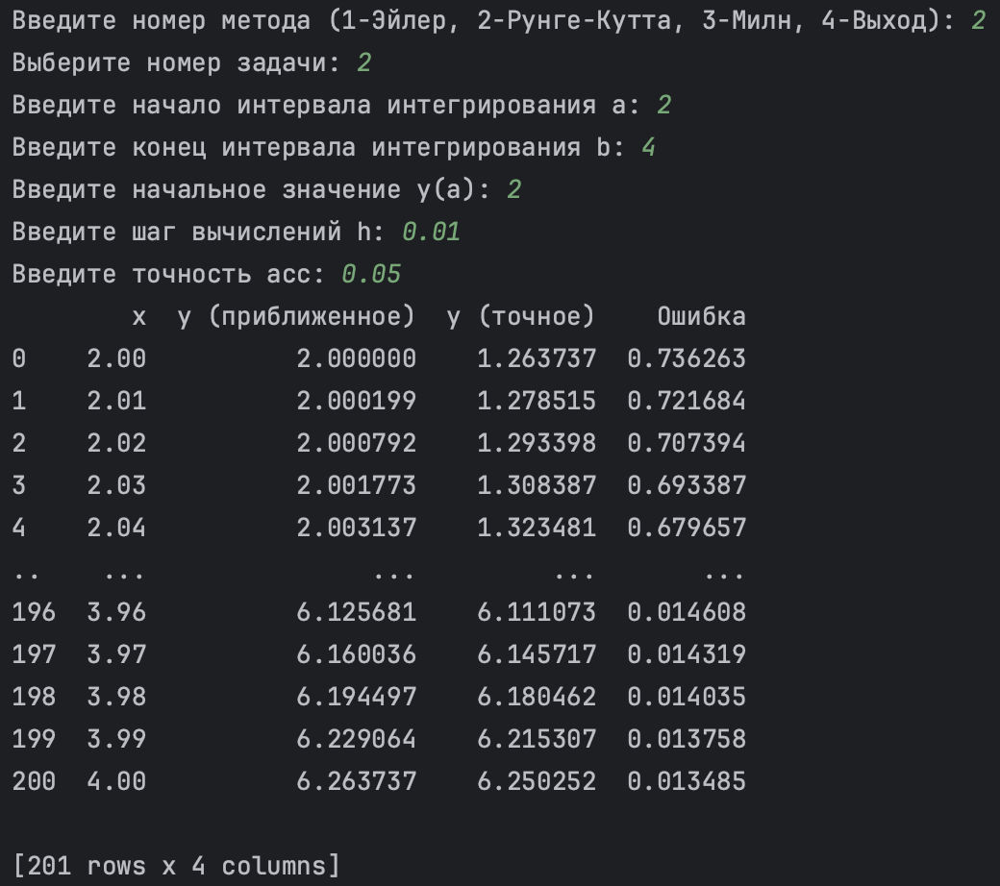 Введите номер метода (1-Эйлер, 2-Рунге-Кутта, 3-Милн, 4-Выход): 2
Выберите номер задачи: 2
Введите начало интервала интегрирования a: 2
Введите конец интервала интегрирования b: 4
Введите начальное значение y(a): 2
Введите шаг вычислений h: 0.01
Введите точность acc: 0.05
x y (приближенное) y (точное) Ошибка
0 2.00 2.000000 1.263737 0.736263
1 2.01 2.000199 1.278515 0.721684
2 2.02 2.000792 1.293398 0.707394
3 2.03 2.001773 1.308387 0.693387
4 2.04 2.003137 1.323481 0.679657
.. ... ... ... ...
196 3.96 6.125681 6.111073 0.014608
197 3.97 6.160036 6.145717 0.014319
198 3.98 6.194497 6.180462 0.014035
199 3.99 6.229064 6.215307 0.013758
200 4.00 6.263737 6.250252 0.013485
[201 rows x 4 columns]